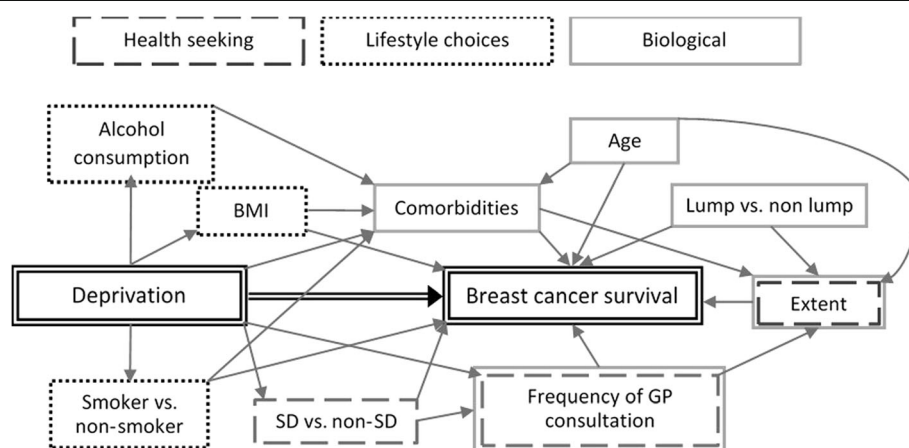 Health seeking
Lifestyle choices
Biological
Alcohol
consumption
Age
BMI
Comorbidities
Lump vs. non lump
Deprivation
Breast cancer survival
Extent
Smoker vs.
non-smoker
SD vs. non-SD
Frequency of GP
consultation